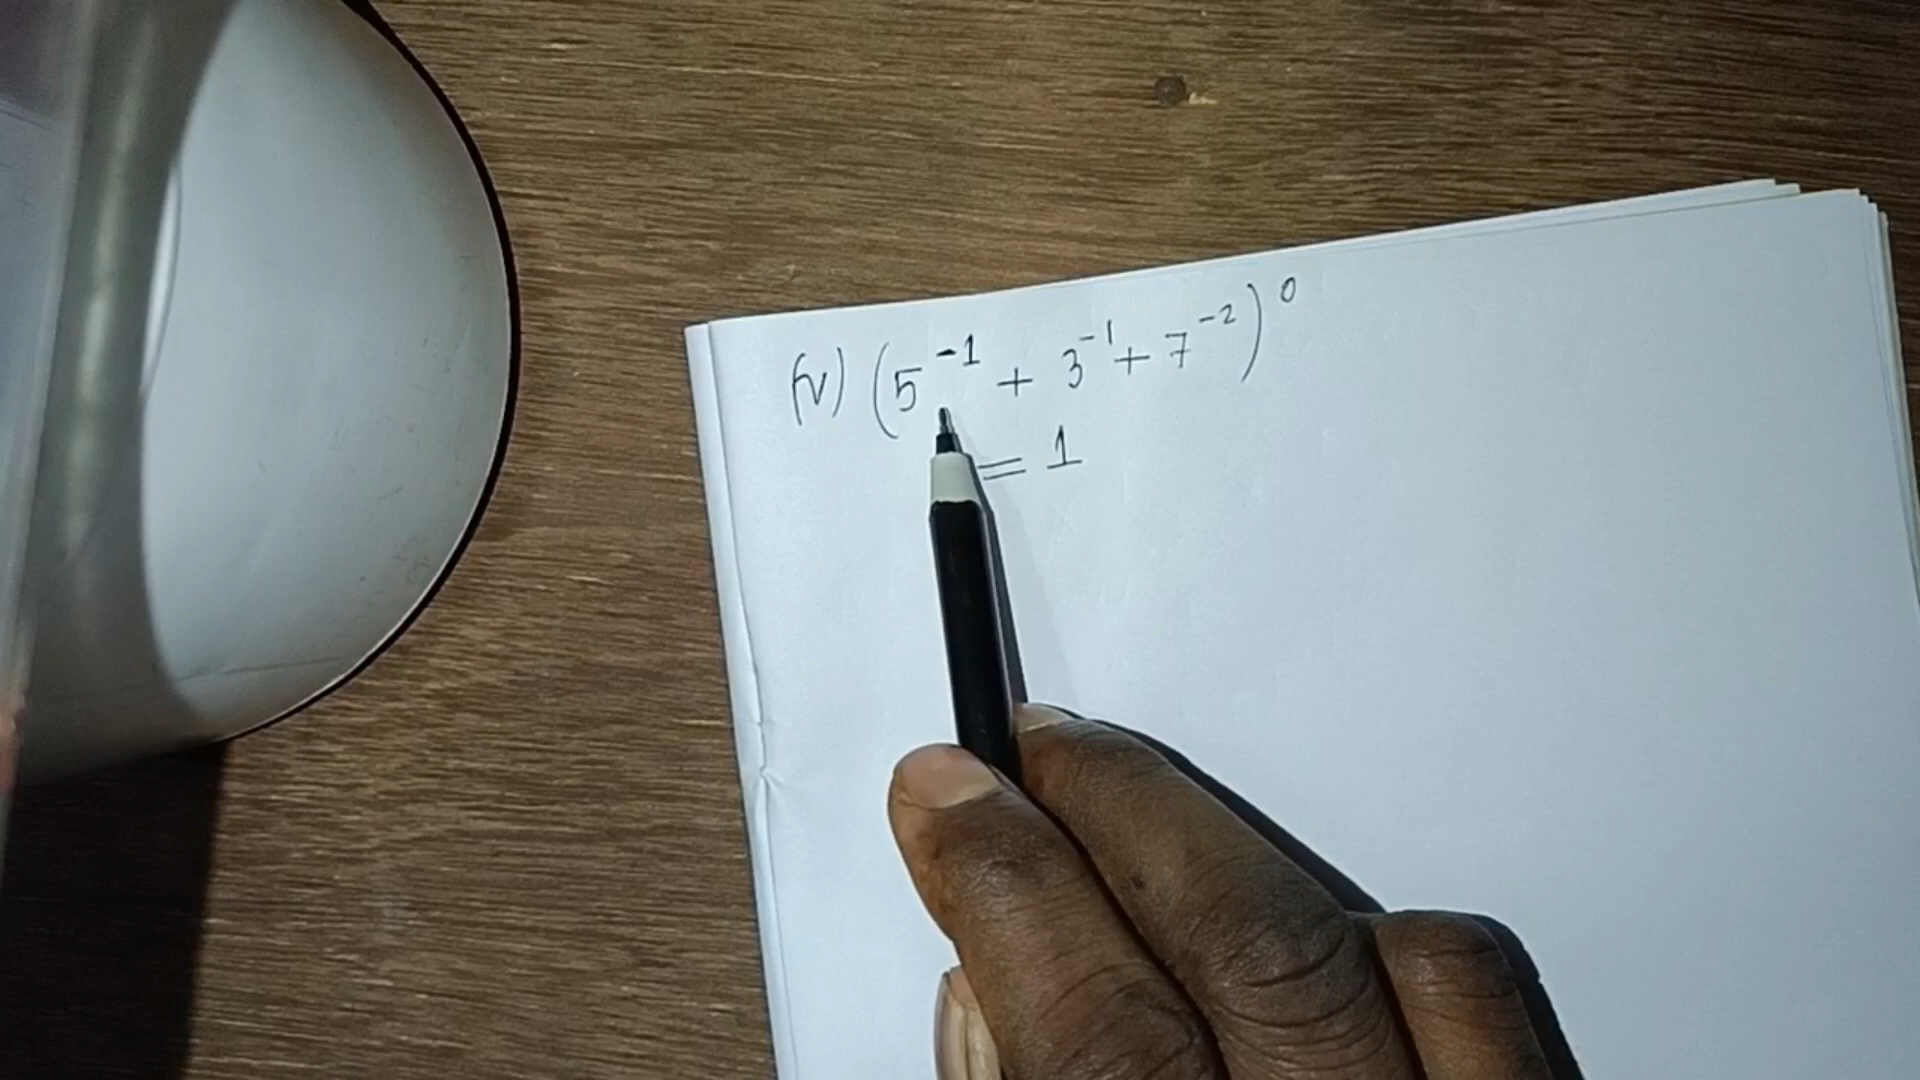 (v) (5⁻¹ + 3⁻¹ + 7⁻²)⁰
= 1